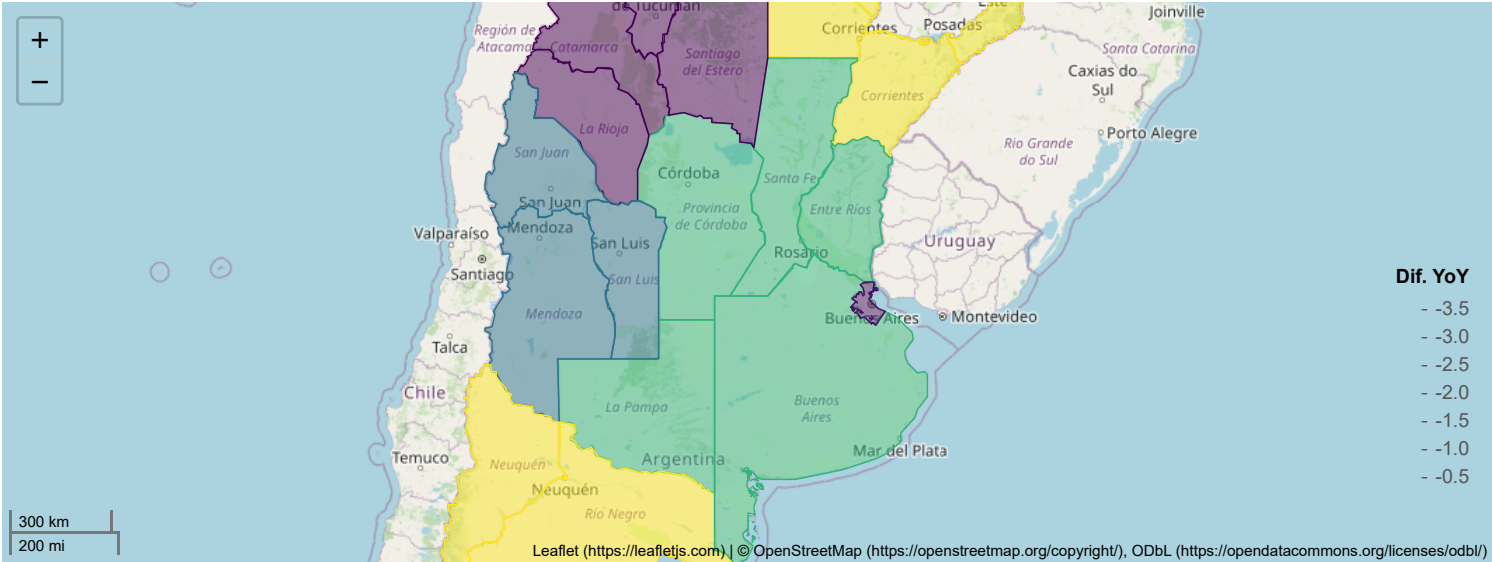 +
−
de Tucumán
Este
Joinville
Región de
Atacama
Catamarca
Santiago
del Estero
Corrientes
Posadas
Santa Catarina
Caxias do
Sul
Corrientes
La Rioja
Porto Alegre
Rio Grande
do Sul
San Juan
Córdoba
Santa Fe
San Juan
Provincia
de Córdoba
Entre Ríos
Valparaíso
Mendoza
San Luis
Rosario
Uruguay
Santiago
San Luis
Dif. YoY
- -3.5
- -3.0
- -2.5
- -2.0
- -1.5
- -1.0
- -0.5
Mendoza
Buenos Aires
Montevideo
Talca
Chile
La Pampa
Buenos
Aires
Temuco
Neuquén
Argentina
Mar del Plata
Neuquén
Río Negro
300 km
200 mi
Leaflet (https://leafletjs.com) | © OpenStreetMap (https://openstreetmap.org/copyright/), ODbL (https://opendatacommons.org/licenses/odbl/)